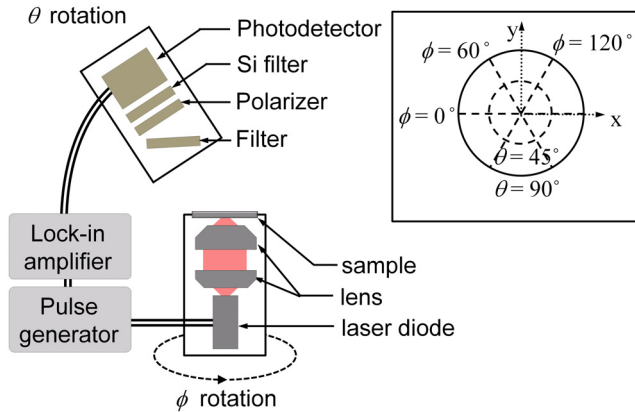 θ rotation
Photodetector
Si filter
Polarizer
Filter
Lock-in
amplifier
Pulse
generator
sample
lens
laser diode
ϕ rotation
y
ϕ=60°
ϕ=120°
ϕ=0°
x
θ=45°
θ=90°